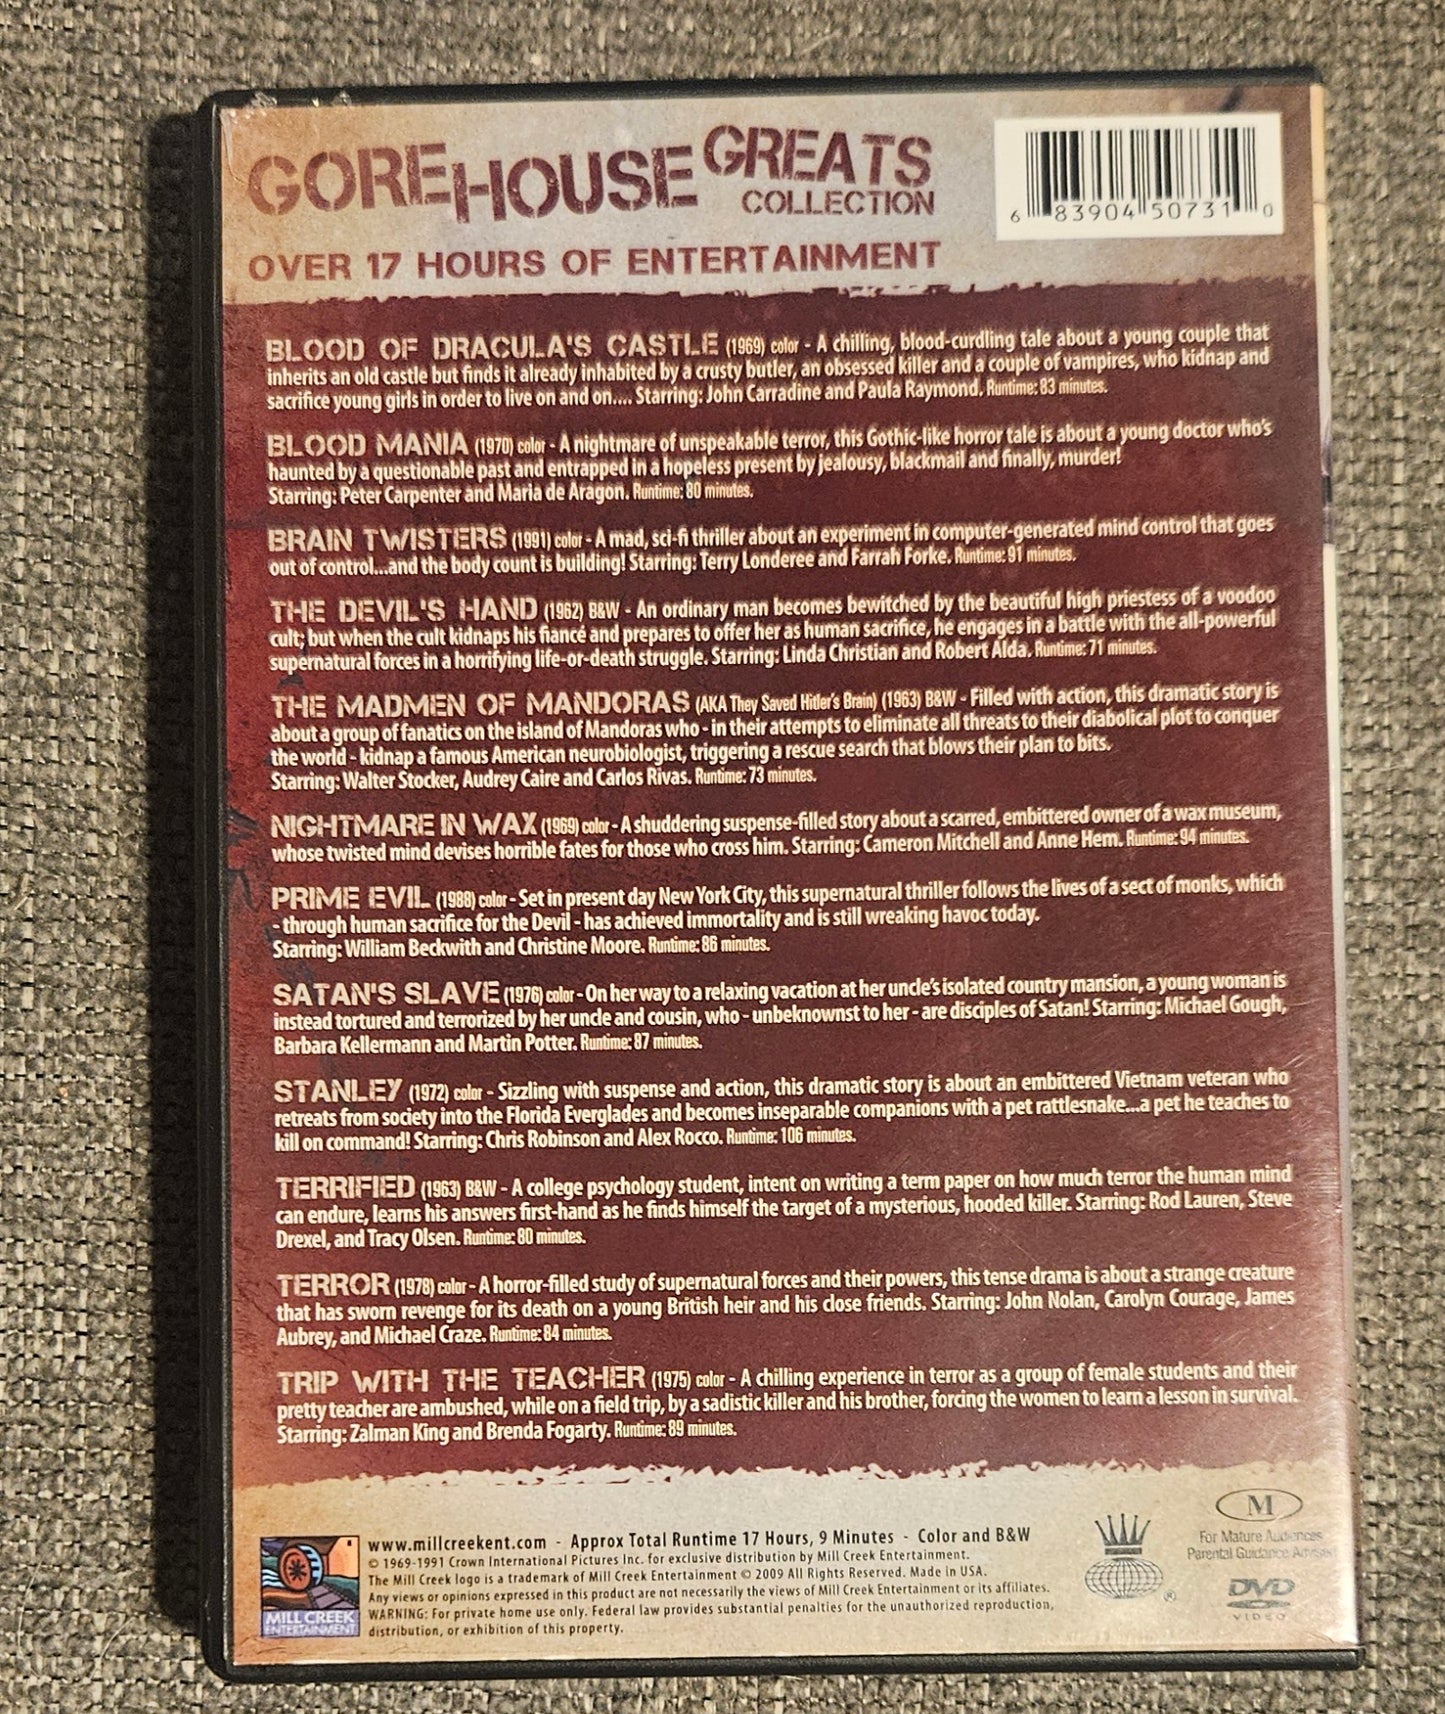 GOREHOUSE GREATS
COLLECTION
6 83904 50731 0
OVER 17 HOURS OF ENTERTAINMENT
BLOOD OF DRACULA'S CASTLE (1969) color - A chilling, blood-curdling tale about a young couple that
inherits an old castle but finds it already inhabited by a crusty butler, an obsessed killer and a couple of vampires, who kidnap and
sacrifice young girls in order to live on and on.... Starring: John Carradine and Paula Raymond. Runtime: 83 minutes.
BLOOD MANIA (1970) color - A nightmare of unspeakable terror, this Gothic-like horror tale is about a young doctor who's
haunted by a questionable past and entrapped in a hopeless present by jealousy, blackmail and finally, murder!
Starring: Peter Carpenter and Maria de Aragon. Runtime: 80 minutes.
BRAIN TWISTERS (1991) color - A mad, sci-fi thriller about an experiment in computer-generated mind control that goes
out of control...and the body count is building! Starring: Terry Londeree and Farrah Forke. Runtime: 91 minutes.
THE DEVIL'S HAND (1962) B&W - An ordinary man becomes bewitched by the beautiful high priestess of a voodoo
cult; but when the cult kidnaps his fiancé and prepares to offer her as human sacrifice, he engages in a battle with the all-powerful
supernatural forces in a horrifying life-or-death struggle. Starring: Linda Christian and Robert Alda. Runtime: 71 minutes.
THE MADMEN OF MANDORAS (AKA They Saved Hitler's Brain) (1963) B&W - Filled with action, this dramatic story is
about a group of fanatics on the island of Mandoras who - in their attempts to eliminate all threats to their diabolical plot to conquer
the world - kidnap a famous American neurobiologist, triggering a rescue search that blows their plan to bits.
Starring: Walter Stocker, Audrey Caire and Carlos Rivas. Runtime: 73 minutes.
NIGHTMARE IN WAX (1969) color - A shuddering suspense-filled story about a scarred, embittered owner of a wax museum,
whose twisted mind devises horrible fates for those who cross him. Starring: Cameron Mitchell and Anne Hem. Runtime: 94 minutes.
PRIME EVIL (1988) color - Set in present day New York City, this supernatural thriller follows the lives of a sect of monks, which
- through human sacrifice for the Devil - has achieved immortality and is still wreaking havoc today.
Starring: William Beckwith and Christine Moore. Runtime: 86 minutes.
SATAN'S SLAVE (1976) color - On her way to a relaxing vacation at her uncle's isolated country mansion, a young woman is
instead tortured and terrorized by her uncle and cousin, who - unbeknownst to her - are disciples of Satan! Starring: Michael Gough,
Barbara Kellermann and Martin Potter. Runtime: 87 minutes.
STANLEY (1972) color - Sizzling with suspense and action, this dramatic story is about an embittered Vietnam veteran who
retreats from society into the Florida Everglades and becomes inseparable companions with a pet rattlesnake...a pet he teaches to
kill on command! Starring: Chris Robinson and Alex Rocco. Runtime: 106 minutes.
TERRIFIED (1963) B&W - A college psychology student, intent on writing a term paper on how much terror the human mind
can endure, learns his answers first-hand as he finds himself the target of a mysterious, hooded killer. Starring: Rod Lauren, Steve
Drexel, and Tracy Olsen. Runtime: 80 minutes.
TERROR (1978) color - A horror-filled study of supernatural forces and their powers, this tense drama is about a strange creature
that has sworn revenge for its death on a young British heir and his close friends. Starring: John Nolan, Carolyn Courage, James
Aubrey, and Michael Craze. Runtime: 84 minutes.
TRIP WITH THE TEACHER (1975) color - A chilling experience in terror as a group of female students and their
pretty teacher are ambushed, while on a field trip, by a sadistic killer and his brother, forcing the women to learn a lesson in survival.
Starring: Zalman King and Brenda Fogarty. Runtime: 89 minutes.
www.millcreekent.com - Approx Total Runtime 17 Hours, 9 Minutes - Color and B&W
© 1969-1991 Crown International Pictures Inc. for exclusive distribution by Mill Creek Entertainment.
The Mill Creek logo is a trademark of Mill Creek Entertainment © 2009 All Rights Reserved. Made in USA.
Any views or opinions expressed in this product are not necessarily the views of Mill Creek Entertainment or its affiliates.
WARNING: For private home use only. Federal law provides substantial penalties for the unauthorized reproduction,
distribution, or exhibition of this property.
MILL CREEK
ENTERTAINMENT
®
M
For Mature Audiences
Parental Guidance Advised
DVD
VIDEO